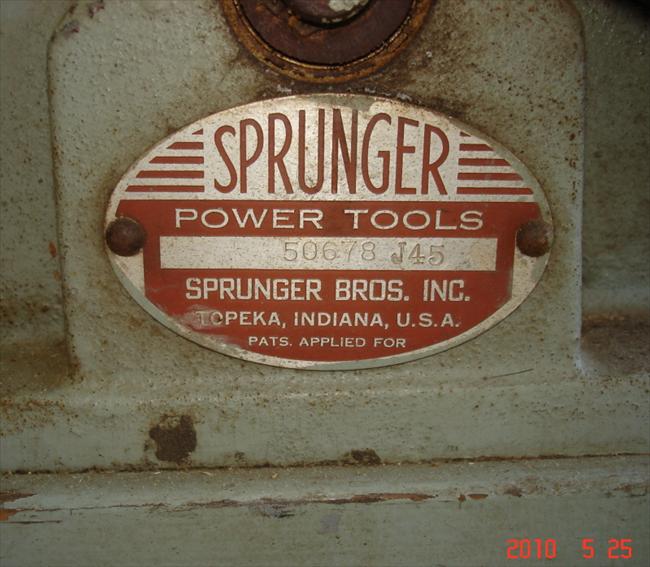 SPRUNGER
POWER TOOLS
50678 J45
SPRUNGER BROS. INC.
TOPEKA, INDIANA, U.S.A.
PATS. APPLIED FOR
2010 5 25